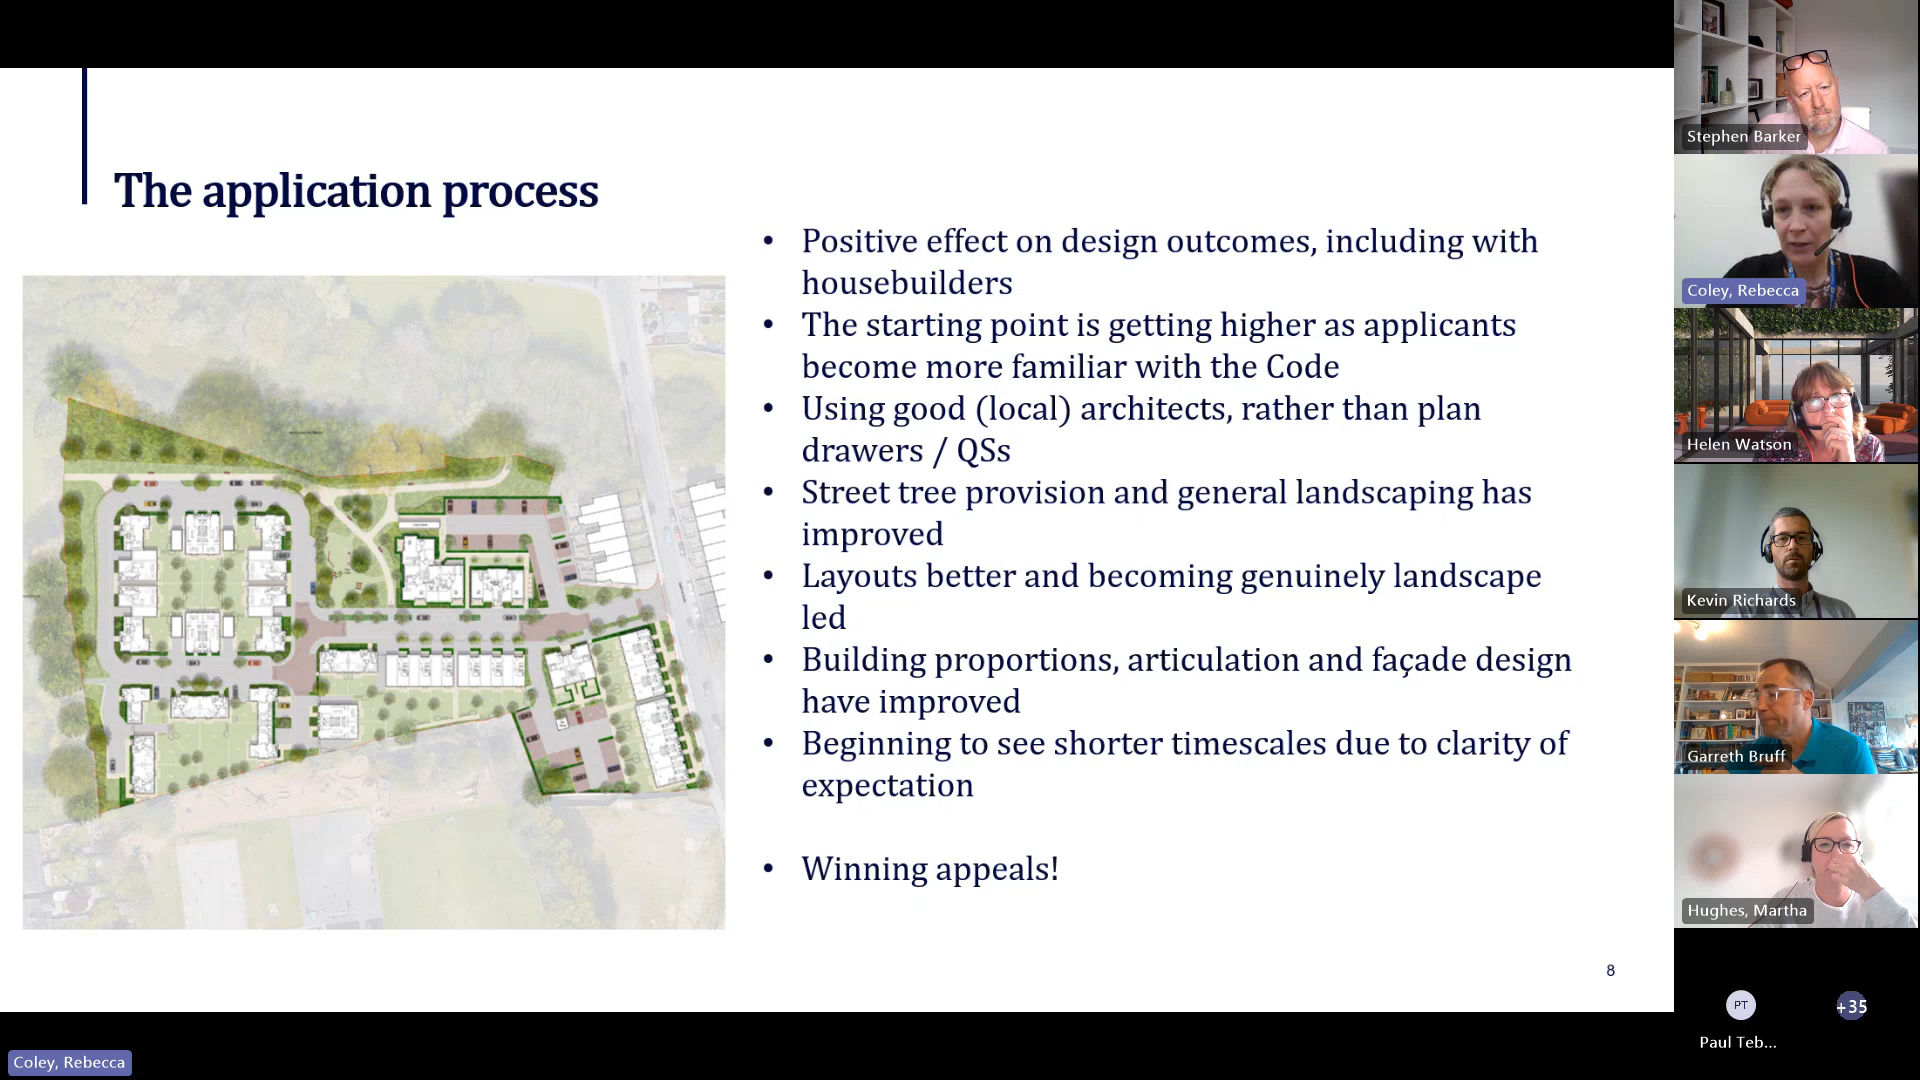 The application process
• Positive effect on design outcomes, including with
housebuilders
• The starting point is getting higher as applicants
become more familiar with the Code
• Using good (local) architects, rather than plan
drawers / QSs
• Street tree provision and general landscaping has
improved
• Layouts better and becoming genuinely landscape
led
• Building proportions, articulation and façade design
have improved
• Beginning to see shorter timescales due to clarity of
expectation
• Winning appeals!
8
Stephen Barker
Coley, Rebecca
Helen Watson
Kevin Richards
Garreth Bruff
Hughes, Martha
PT
+35
Paul Teb...
Coley, Rebecca